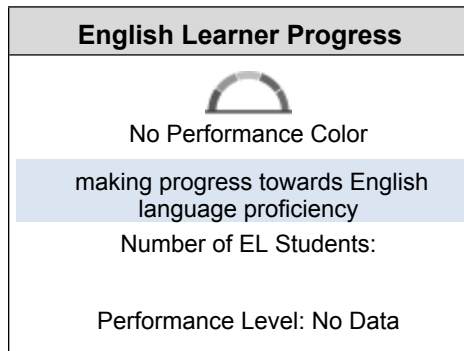 English Learner Progress
No Performance Color
making progress towards English
language proficiency
Number of EL Students:
Performance Level: No Data